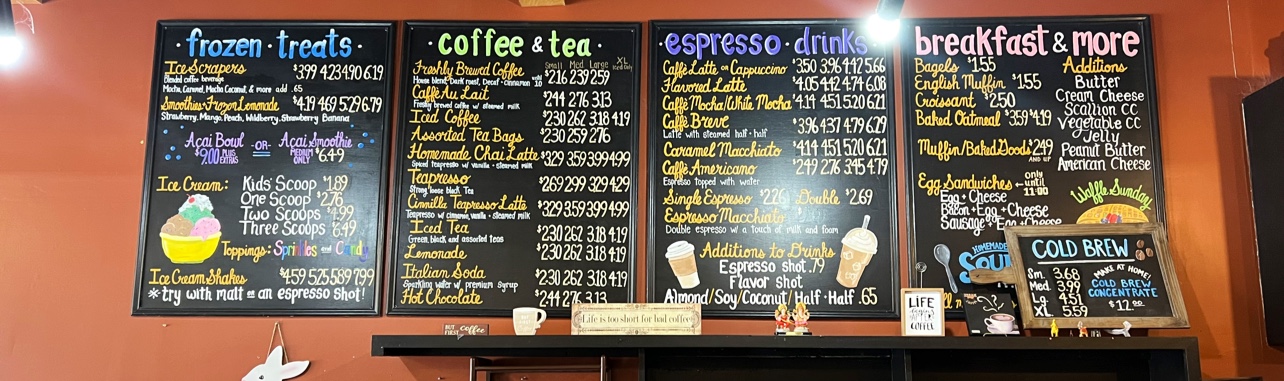 · frozen · treats ·
Ice Scrapers $3.99 4.23 4.90 6.19
Blended coffee beverage
Mocha, Caramel, Mocha Coconut, & more add .65
Smoothies · Frozen Lemonade $4.19 4.69 5.29 6.79
Strawberry, Mango, Peach, Wildberry, Strawberry Banana
Açai Bowl - OR - Açai Smoothie
$9.00 PLUS EXTRAS MEDIUM ONLY $6.49
Ice Cream: Kids' Scoop $1.89
One Scoop $2.76
Two Scoops $4.99
Three Scoops $6.49
Toppings: Sprinkles and Candy
Ice Cream Shakes $4.59 5.25 5.89 7.99
*try with malt or an espresso shot!
· coffee & tea ·
Small Med Large XL
Freshly Brewed Coffee $2.16 2.39 2.59
House blend, Dark roast, Decaf · cinnamon
Caffè Au Lait $2.44 2.76 3.13
Freshly brewed coffee w/ steamed milk
Iced Coffee $2.30 2.62 3.18 4.19
Assorted Tea Bags $2.30 2.59 2.76
Homemade Chai Latte $3.29 3.59 3.99 4.99
Spiced Teapresso w/ vanilla · steamed milk
Teapresso $2.69 2.99 3.29 4.29
Strong loose black Tea
Cinnilla Teapresso Latte $3.29 3.59 3.99 4.99
Teapresso w/ cinnamon, vanilla · steamed milk
Iced Tea $2.30 2.62 3.18 4.19
Green, black and assorted teas
Lemonade $2.30 2.62 3.18 4.19
Italian Soda $2.30 2.62 3.18 4.19
Sparkling water w/ premium syrup
Hot Chocolate $2.44 2.76 3.13
· espresso · drinks ·
Caffè Latte or Cappuccino $3.50 3.96 4.42 5.66
Flavored Latte $4.05 4.42 4.74 6.08
Caffè Mocha/White Mocha $4.14 4.51 5.20 6.21
Caffè Breve $3.96 4.37 4.79 6.29
Latte with steamed half · half
Caramel Macchiato $4.14 4.51 5.20 6.21
Caffè Americano $2.49 2.76 3.45 4.79
Espresso topped with water
Single Espresso $2.26 Double $2.69
Espresso Macchiato
Double espresso w/ a touch of milk and foam
Additions to Drinks
Espresso shot .79
Flavor shot
Almond/Soy/Coconut/Half · Half .65
breakfast & more
Bagels $1.55
English Muffin $1.55
Croissant $2.50
Baked Oatmeal $3.59 $4.19
Muffin/Baked Goods $2.49
AND UP
Egg Sandwiches only until 11:00
Egg · Cheese
Bacon · Egg · Cheese
Sausage · Egg · Cheese
Additions
Butter
Cream Cheese
Scallion CC
Vegetable CC
Jelly
Peanut Butter
American Cheese
Waffle Sunday
HOMEMADE
COLD BREW
Sm. 3.68
Med. 3.99
Lg. 4.51
XL 5.59
MAKE AT HOME!
COLD BREW
CONCENTRATE
$12.00
BUT
FIRST coffee
Life is too short for bad coffee
LiFE
COFFEE